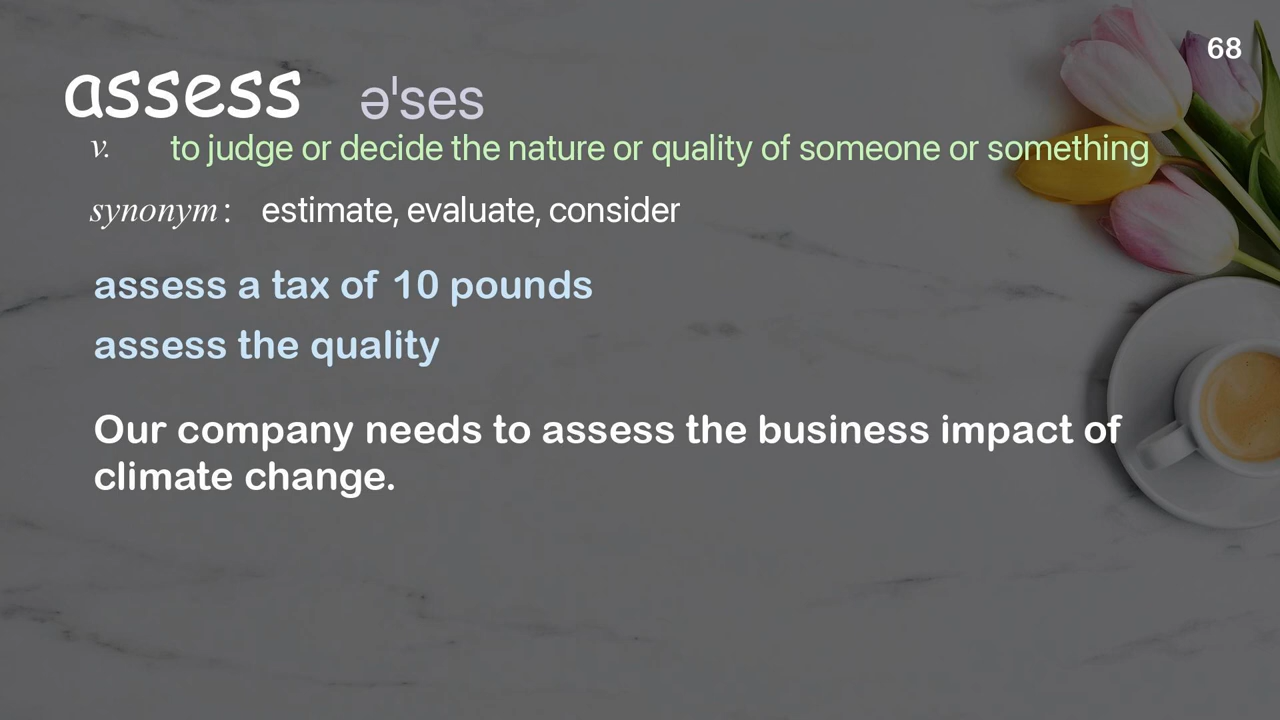 68
assess ə'ses
v. to judge or decide the nature or quality of someone or something
synonym: estimate, evaluate, consider
assess a tax of 10 pounds
assess the quality
Our company needs to assess the business impact of
climate change.